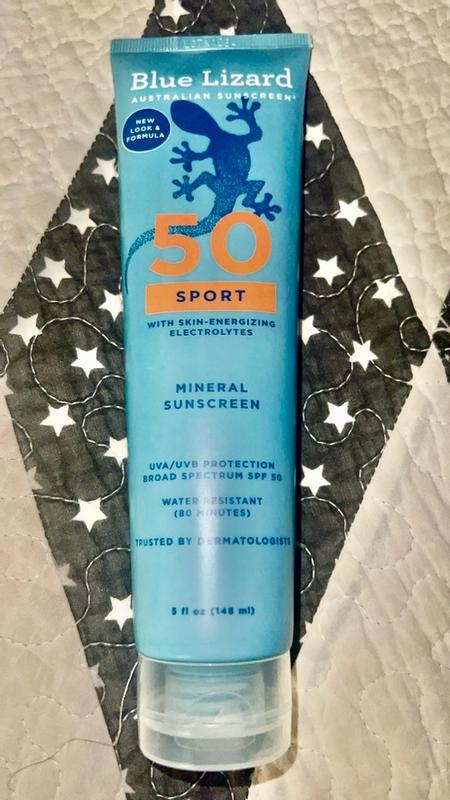 Blue Lizard
AUSTRALIAN SUNSCREEN
NEW
LOOK &
FORMULA
50
SPORT
WITH SKIN-ENERGIZING
ELECTROLYTES
MINERAL
SUNSCREEN
UVA/UVB PROTECTION
BROAD SPECTRUM SPF 50
WATER RESISTANT
(80 MINUTES)
TRUSTED BY DERMATOLOGISTS
5 fl oz (148 ml)